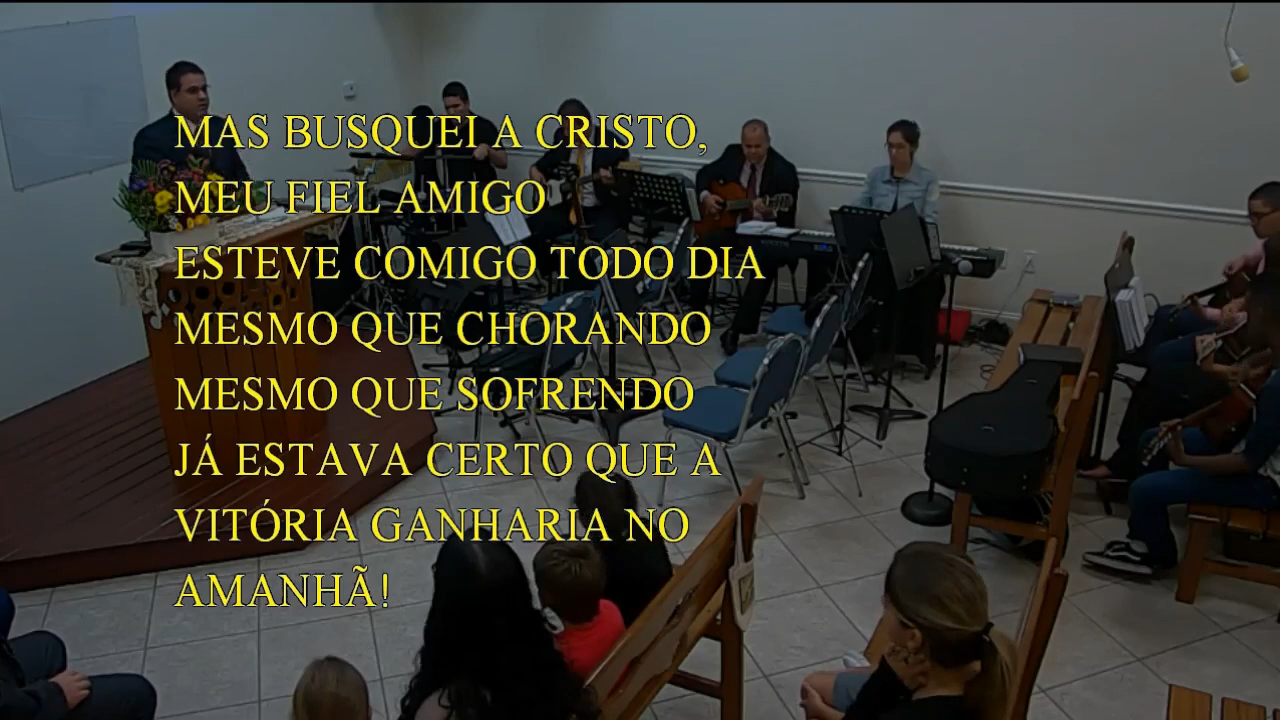 MAS BUSQUEI A CRISTO,
MEU FIEL AMIGO
ESTEVE COMIGO TODO DIA
MESMO QUE CHORANDO
MESMO QUE SOFRENDO
JÁ ESTAVA CERTO QUE A
VITÓRIA GANHARIA NO
AMANHÃ!